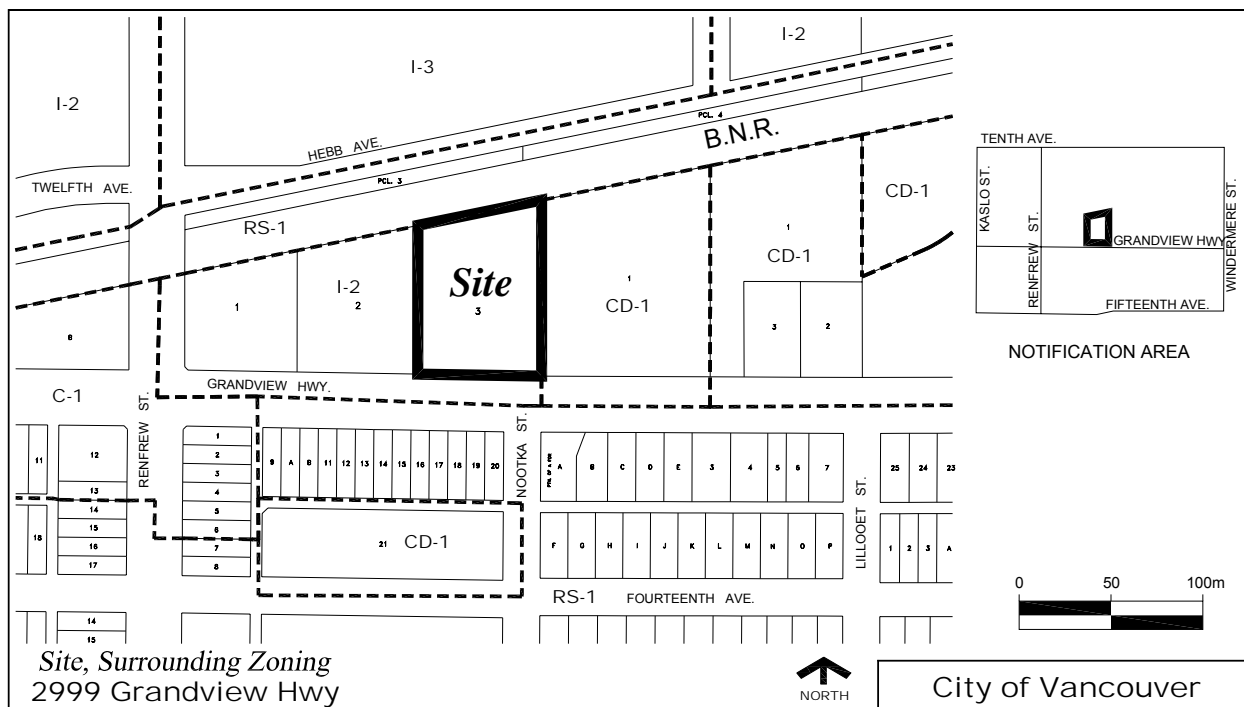 I-2
I-3
I-2
HEBB AVE.
PCL. 4
B.N.R.
TENTH AVE.
TWELFTH AVE.
PCL. 3
CD-1
KASLO ST.
RENFREW ST.
GRANDVIEW HWY.
WINDERMERE ST.
FIFTEENTH AVE.
NOTIFICATION AREA
RS-1
I-2
Site
1
2
3
1
CD-1
1
CD-1
3
2
GRANDVIEW HWY.
C-1
RENFREW ST.
NOOTKA ST.
LILLOOET ST.
11
12
13
14
15
16
17
18
1
2
3
4
5
6
7
8
9 A B 11 12 13 14 15 16 17 18 19 20
A B C D E 3 4 5 6 7
25 24 23
21 CD-1
F G H I J K L M N O P
1 2 3 A
RS-1 FOURTEENTH AVE.
14
15
0 50 100m
Site, Surrounding Zoning
2999 Grandview Hwy
NORTH
City of Vancouver